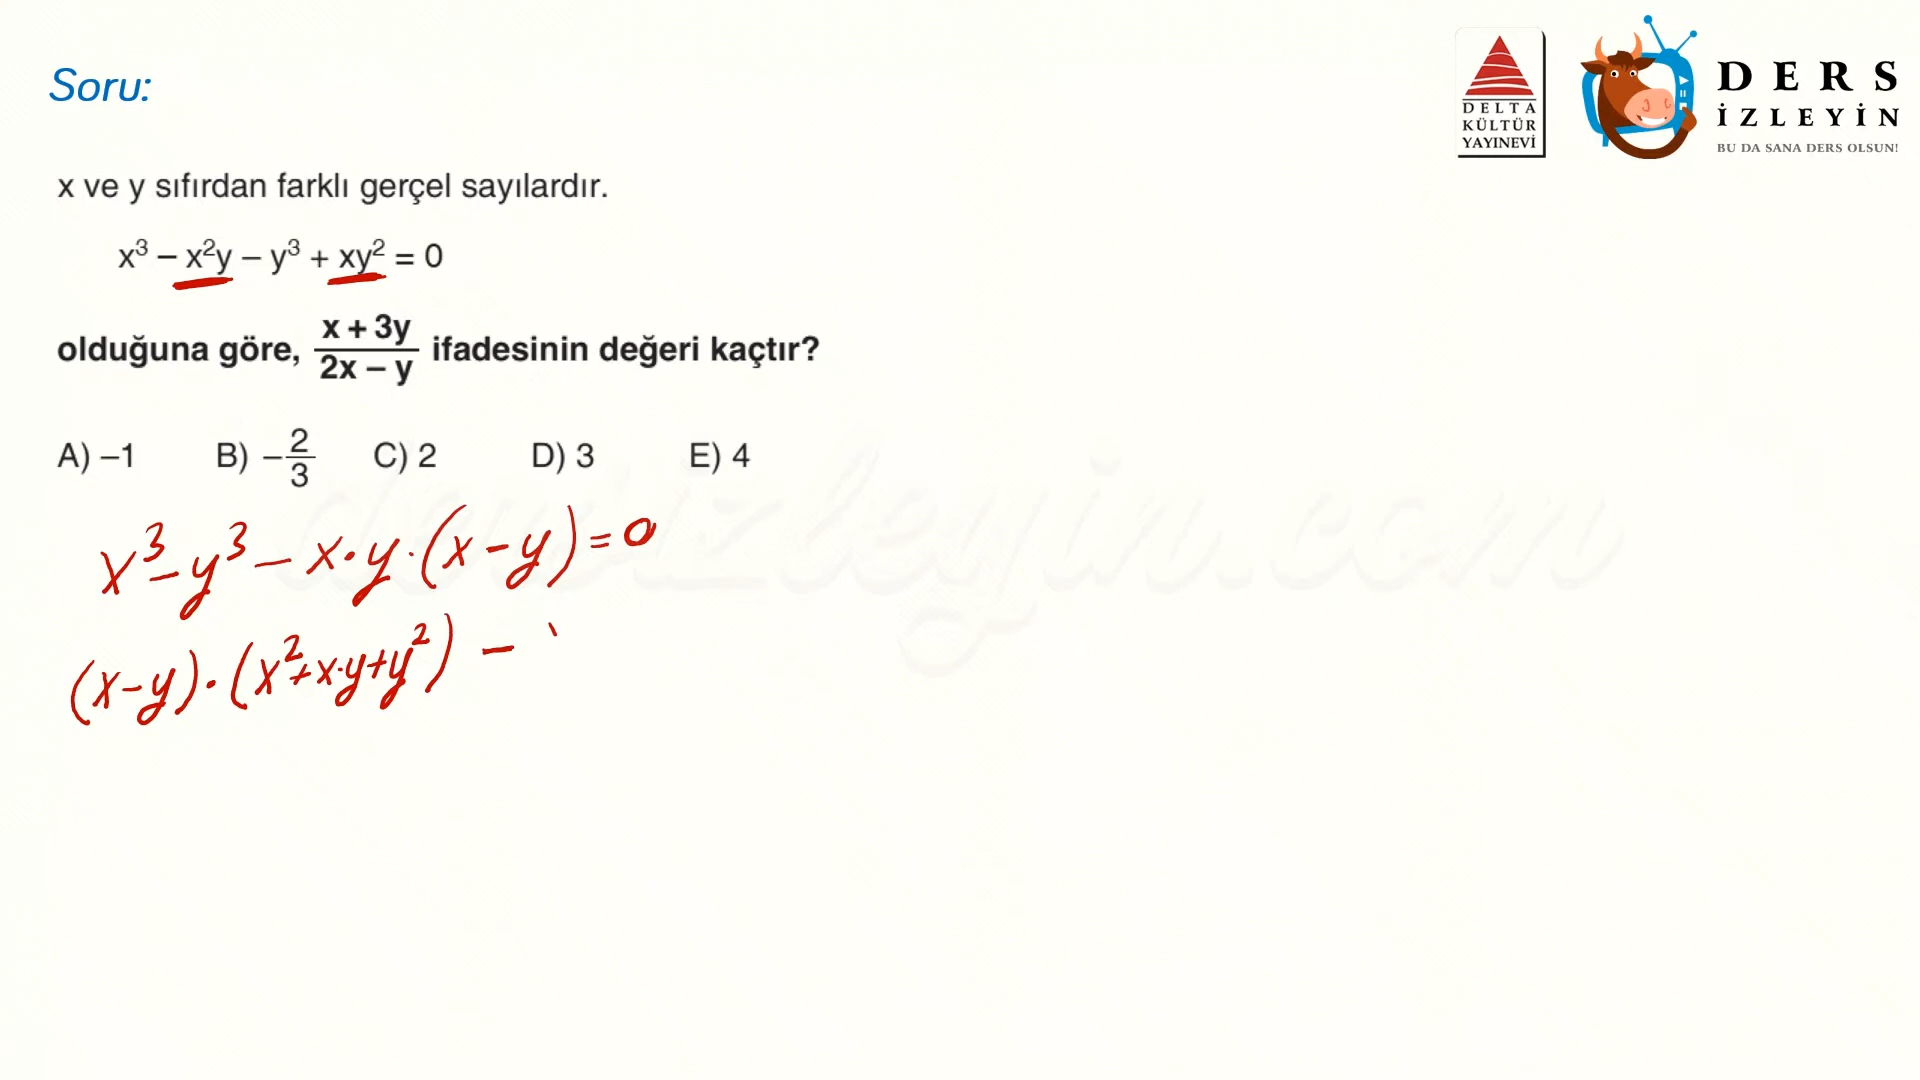 Soru:
DELTA
KÜLTÜR
YAYINEVİ
DERS
İZLEYİN
BU DA SANA DERS OLSUN!
x ve y sıfırdan farklı gerçel sayılardır.
x³ – x²y – y³ + xy² = 0
olduğuna göre, (x + 3y)/(2x – y) ifadesinin değeri kaçtır?
A) –1 B) –2/3 C) 2 D) 3 E) 4
x³ - y³ - x·y·(x-y) = 0
(x-y)·(x²+x·y+y²) -
dersizleyin.com